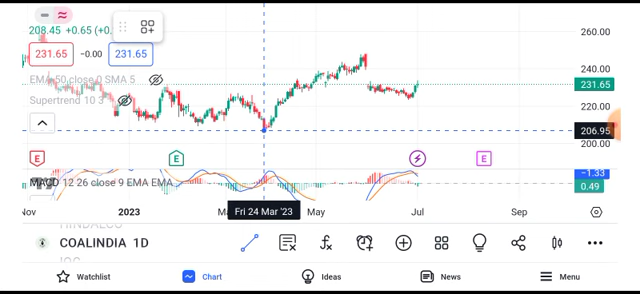 208.45 +0.65 (+0.
260.00
231.65 −0.00 231.65
EMA 50 close 0 SMA 5
231.65
Supertrend 10 3
220.00
206.95
200.00
E E E
MACD 12 26 close 9 EMA EMA
−1.33
0.49
Nov 2023 Ma Fri 24 Mar '23 May Jul Sep
HINDALCO
COALINDIA 1D
Watchlist Chart Ideas News Menu